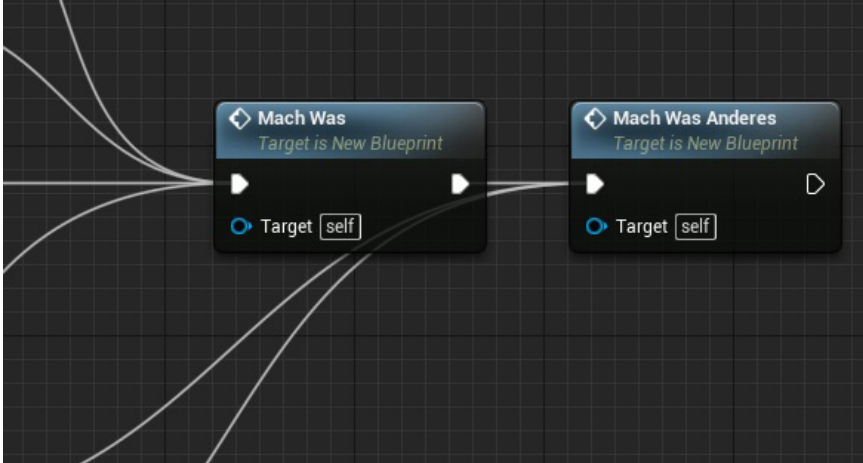 Mach Was
Target is New Blueprint
Target self
Mach Was Anderes
Target is New Blueprint
Target self